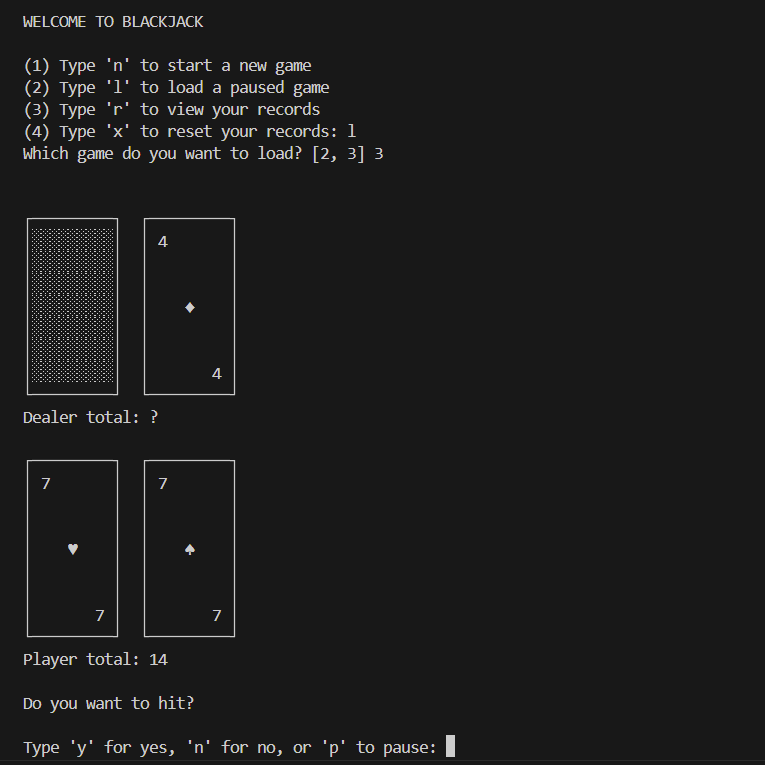 WELCOME TO BLACKJACK
(1) Type 'n' to start a new game
(2) Type 'l' to load a paused game
(3) Type 'r' to view your records
(4) Type 'x' to reset your records: l
Which game do you want to load? [2, 3] 3
4
♦
4
Dealer total: ?
7 7
♥ ♠
7 7
Player total: 14
Do you want to hit?
Type 'y' for yes, 'n' for no, or 'p' to pause: